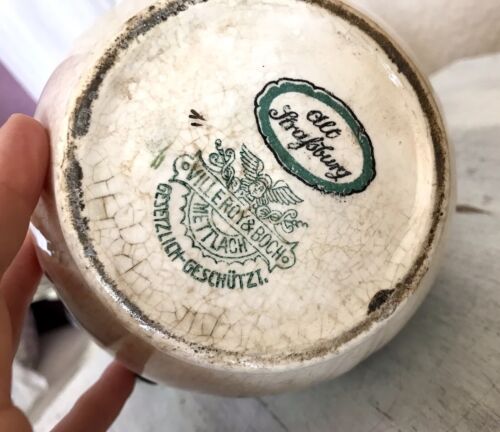 Alt
Straßburg
VILLEROY & BOCH
METTLACH
GESETZLICH-GESCHÜTZT.